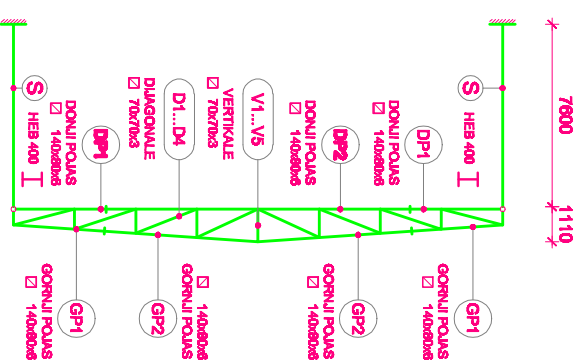 7600
1110
S
HEB 400
DP1
DONJI POJAS
140x80x6
DP2
DONJI POJAS
140x80x6
V1...V5
VERTIKALE
70x70x3
D1...D4
DIJAGONALE
70x70x3
DP1
DONJI POJAS
140x80x6
S
HEB 400
GP1
GORNJI POJAS
140x80x6
GP2
GORNJI POJAS
140x80x6
GP2
GORNJI POJAS
140x80x6
GP1
GORNJI POJAS
140x80x6